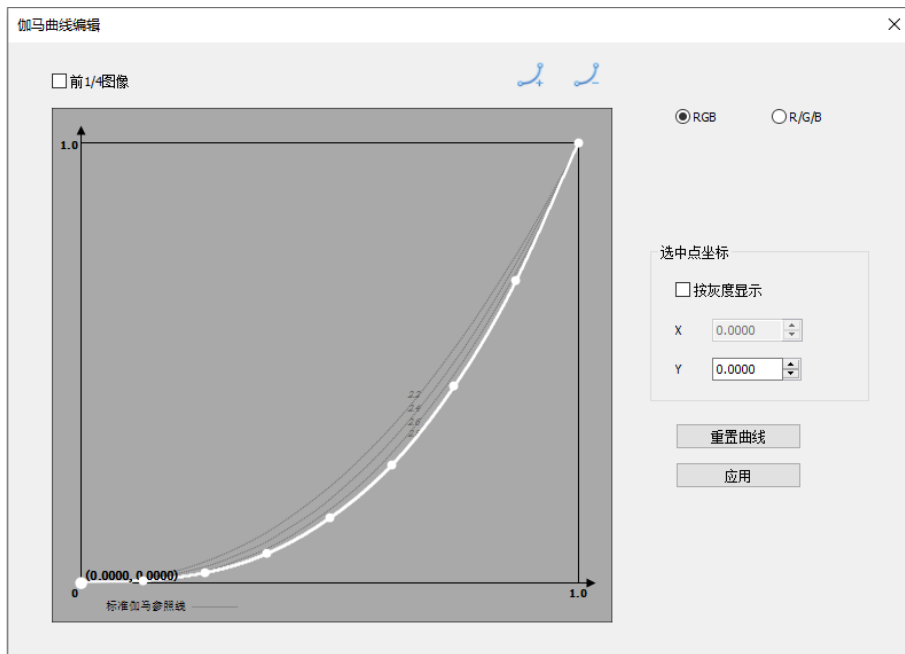 伽马曲线编辑
前1/4图像
RGB
R/G/B
1.0
选中点坐标
按灰度显示
X
0.0000
Y
0.0000
2.2
2.4
2.6
重置曲线
应用
(0.0000, 0.0000)
0
1.0
标准伽马参照线